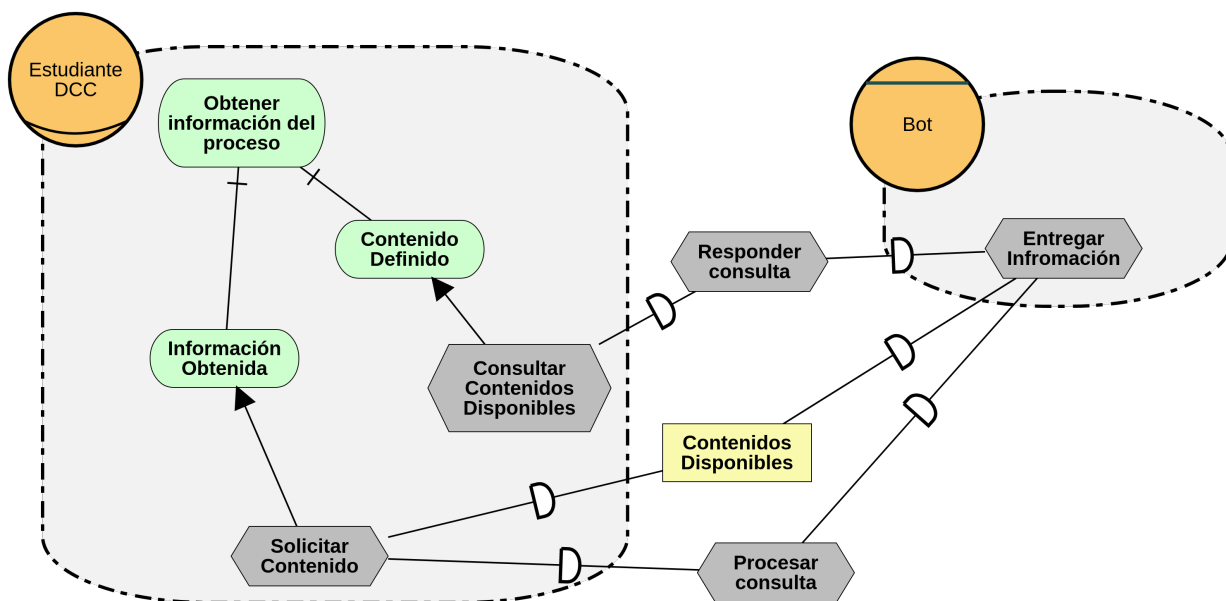 Estudiante
DCC
Obtener
información del
proceso
Bot
Contenido
Definido
Responder
consulta
Entregar
Infromación
Información
Obtenida
Consultar
Contenidos
Disponibles
Contenidos
Disponibles
Solicitar
Contenido
Procesar
consulta